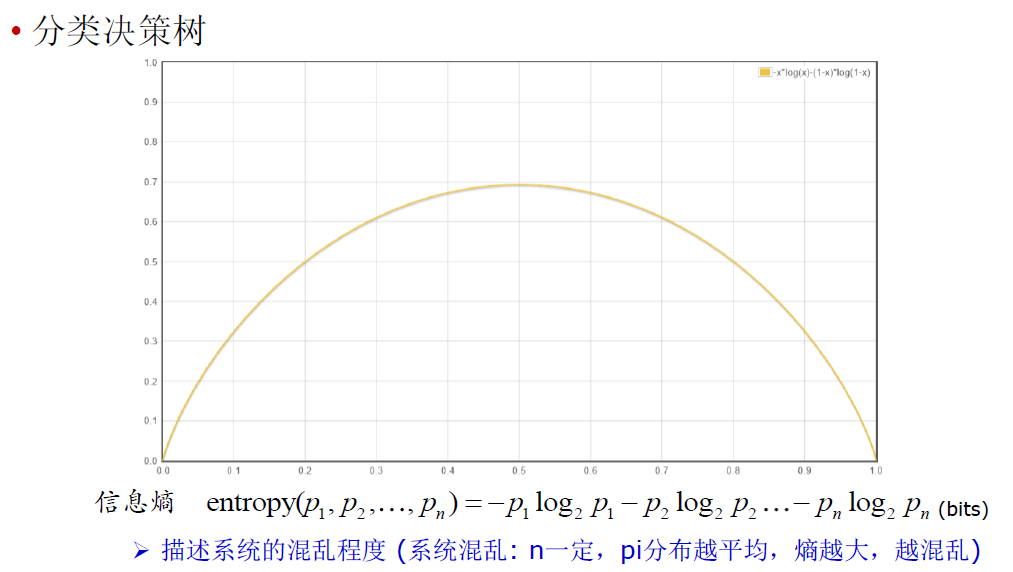 • 分类决策树
-x*log(x)-(1-x)*log(1-x)
1.0
0.9
0.8
0.7
0.6
0.5
0.4
0.3
0.2
0.1
0.0
0.0 0.1 0.2 0.3 0.4 0.5 0.6 0.7 0.8 0.9 1.0
信息熵 entropy(p₁, p₂,…, pₙ) = −p₁ log₂ p₁ − p₂ log₂ p₂ … − pₙ log₂ pₙ (bits)
➢ 描述系统的混乱程度 (系统混乱: n一定，pi分布越平均，熵越大，越混乱)